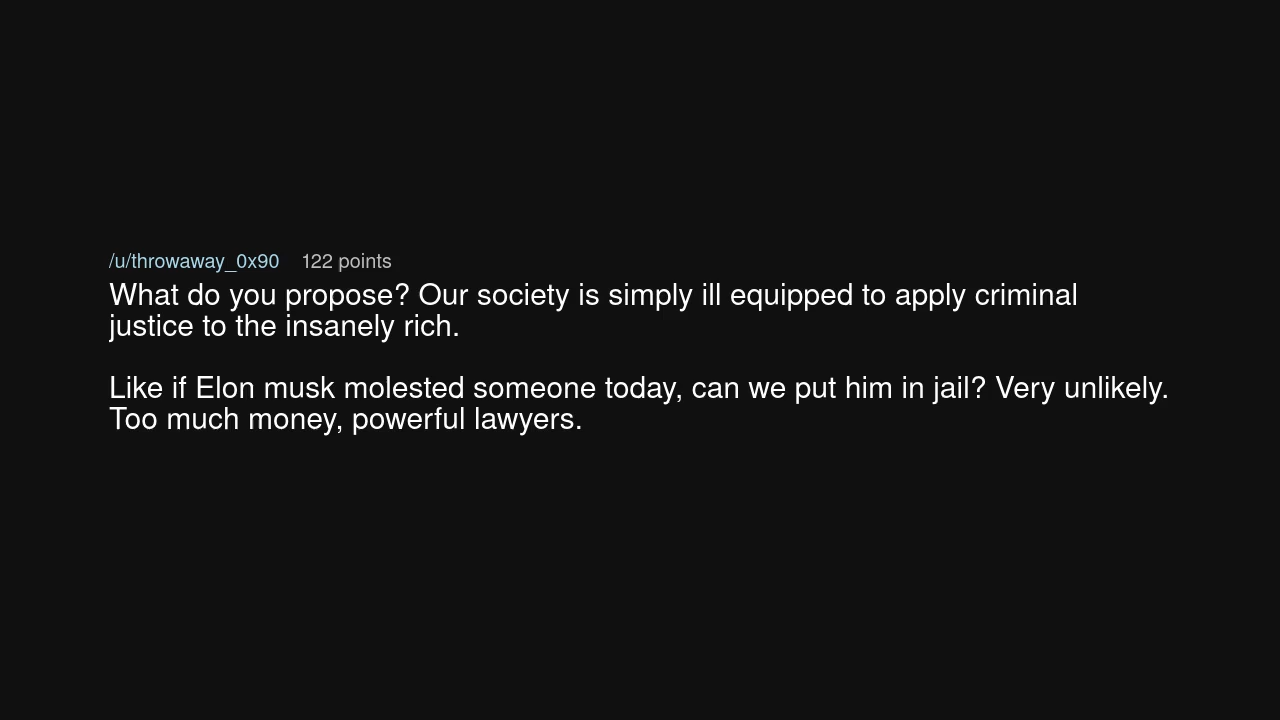 /u/throwaway_0x90 122 points
What do you propose? Our society is simply ill equipped to apply criminal
justice to the insanely rich.
Like if Elon musk molested someone today, can we put him in jail? Very unlikely.
Too much money, powerful lawyers.